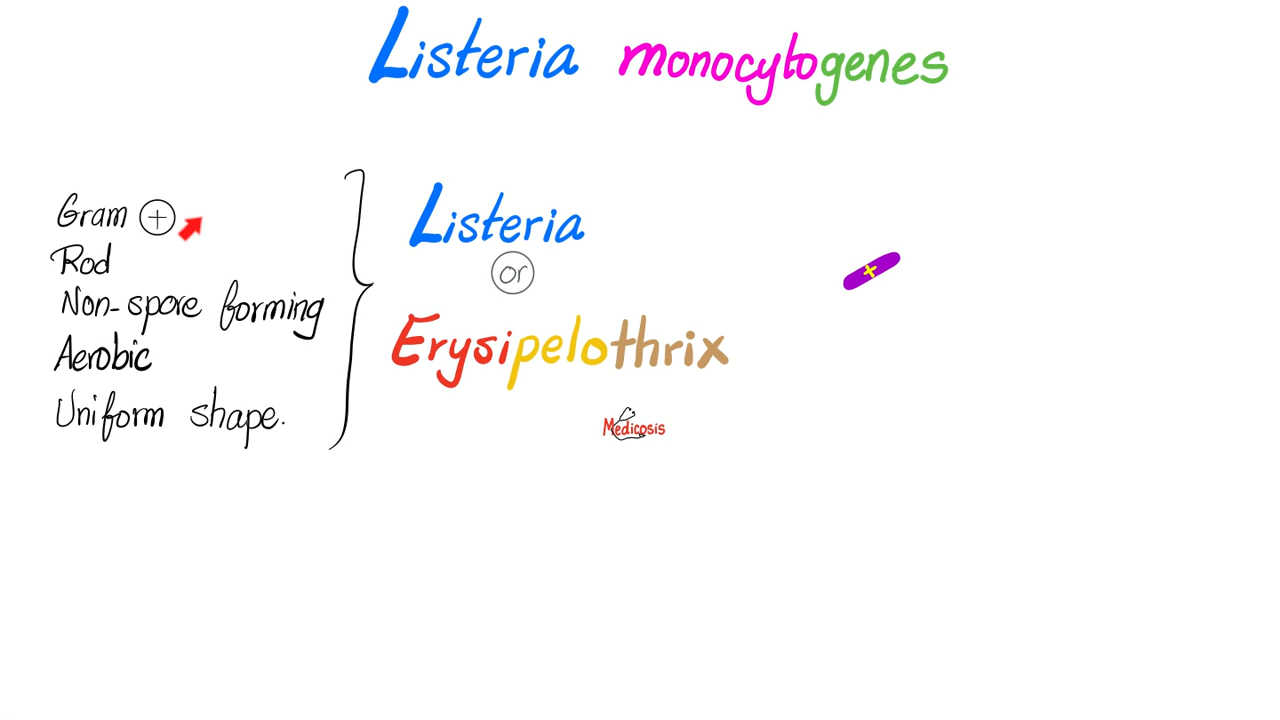 Listeria monocytogenes
Gram +
Rod
Non-spore forming
Aerobic
Uniform shape.
Listeria
or
Erysipelothrix
Medicosis
+